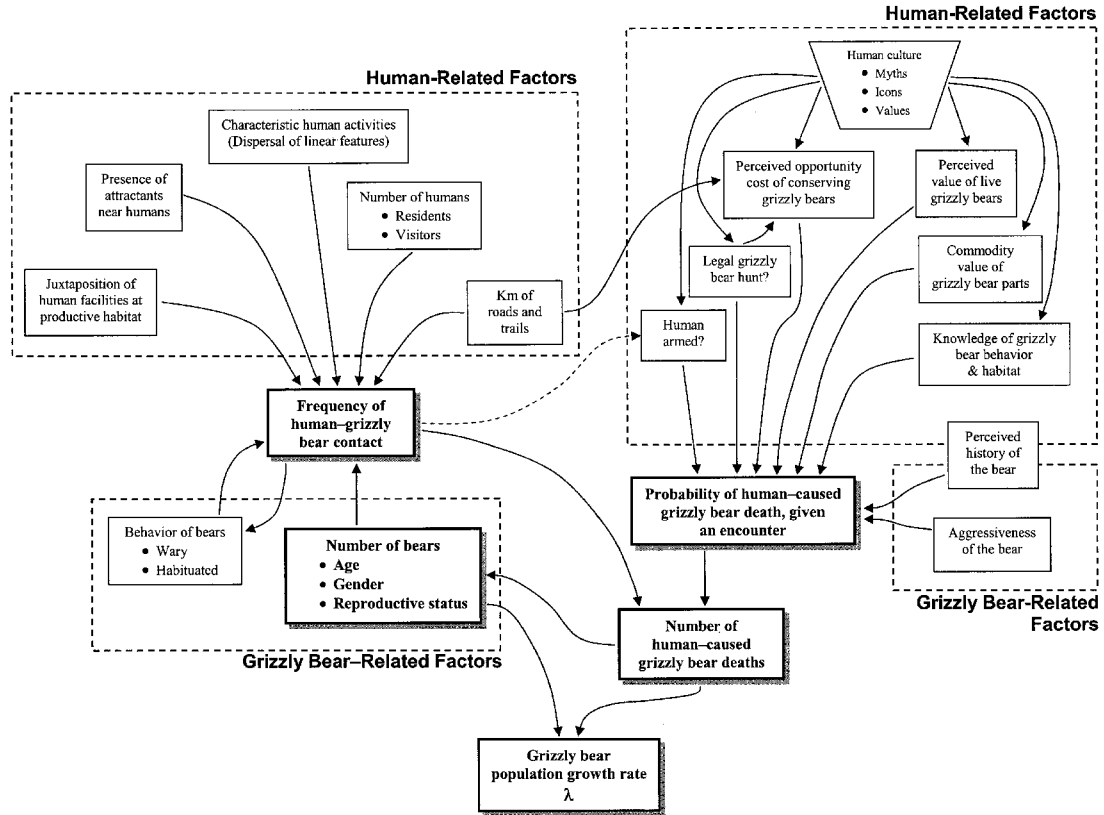 Human-Related Factors
Human culture
• Myths
• Icons
• Values
Human-Related Factors
Characteristic human activities
(Dispersal of linear features)
Presence of
attractants
near humans
Number of humans
• Residents
• Visitors
Perceived opportunity
cost of conserving
grizzly bears
Perceived
value of live
grizzly bears
Juxtaposition of
human facilities at
productive habitat
Km of
roads and
trails
Legal grizzly
bear hunt?
Commodity
value of
grizzly bear parts
Human
armed?
Knowledge of grizzly
bear behavior
& habitat
Frequency of
human–grizzly
bear contact
Perceived
history of
the bear
Probability of human–caused
grizzly bear death, given
an encounter
Aggressiveness
of the bear
Grizzly Bear-Related
Factors
Behavior of bears
• Wary
• Habituated
Number of bears
• Age
• Gender
• Reproductive status
Grizzly Bear–Related Factors
Number of
human–caused
grizzly bear deaths
Grizzly bear
population growth rate
λ